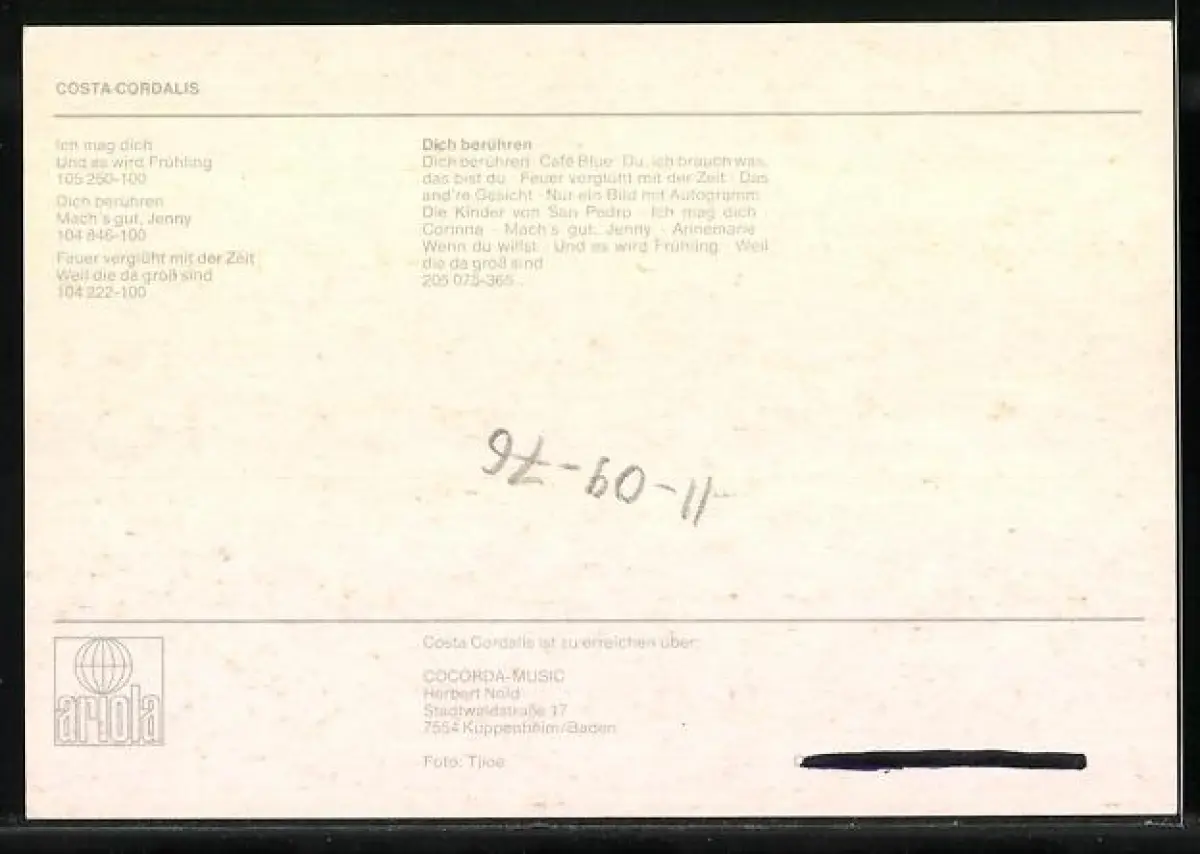 COSTA CORDALIS
Ich mag dich
Und es wird Frühling
105 250-100
Dich berühren
Mach's gut, Jenny
104 846-100
Feuer verglüht mit der Zeit
Weil die da groß sind
104 222-100
Dich berühren
Dich berühren · Café Blue · Du, ich brauch was,
das bist du · Feuer verglüht mit der Zeit · Das
and're Gesicht · Nur ein Bild mit Autogramm
Die Kinder von San Pedro · Ich mag dich ·
Corinna · Mach's gut, Jenny · Annemarie
Wenn du willst · Und es wird Frühling · Weil
die da groß sind
205 073-365
11-09-76
ariola
Costa Cordalis ist zu erreichen über:
COCORDA-MUSIC
Herbert Nold
Stadtwaldstraße 17
7554 Kuppenheim/Baden
Foto: Tjioe